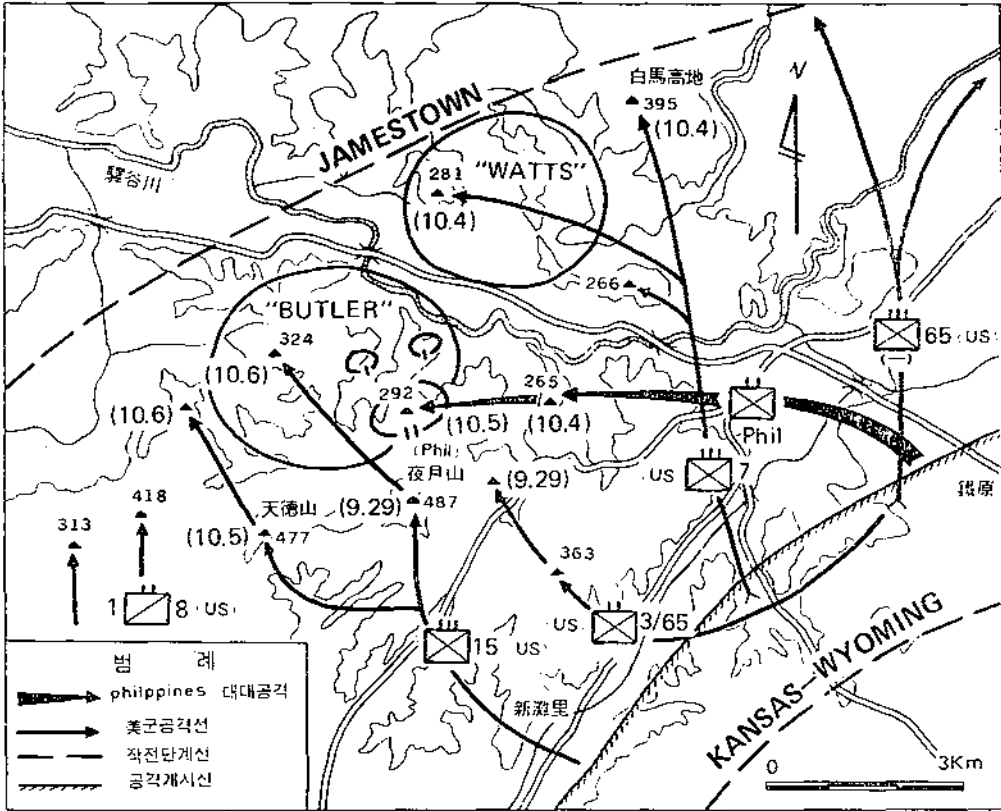 白馬高地
N
395
(10.4)
JAMESTOWN
驛谷川
281
"WATTS"
(10.4)
266
"BUTLER"
324
(10.6)
65 (US)
(−)
292
265
(10.6)
(10.5)
(10.4)
Phil
(Phil)
夜月山
US
7
鐵原
418
天德山
(9.29)
487
(9.29)
313
(10.5)
477
363
1
8 (US)
US
3/65
15
US)
新灘里
KANSAS-WYOMING
범 례
philppines 대대공격
美군공격선
작전단계선
공격개시선
0
3Km